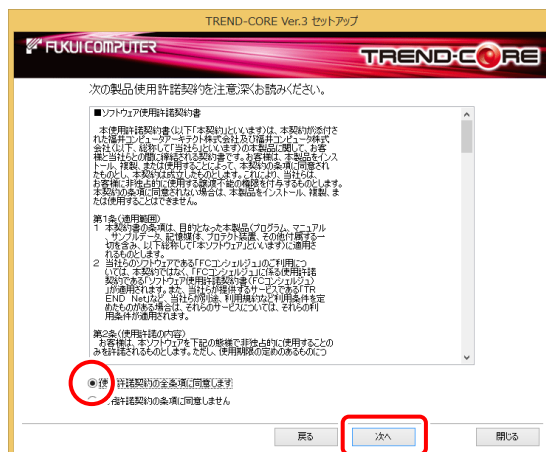 TREND-CORE Ver.3 セットアップ
FUKUI COMPUTER
TREND-CORE
次の製品使用許諾契約を注意深くお読みください。
■ソフトウェア使用許諾契約書
本使用許諾契約書(以下「本契約」といいます)は、本契約が添付さ
れた福井コンピュータアーキテクト株式会社及び福井コンピュータ株式
会社(以下、総称して「当社ら」といいます)の本製品に関して、お客
様と当社らとの間に締結される契約書です。お客様は、本製品をインス
トール、複製、または使用することによって、本契約の条項に同意され
たものとし、本契約は成立したものとします。これにより、当社らは、
お客様に非独占的に使用する譲渡不能の権限を付与するものとします。
本契約の条項に同意されない場合は、本製品をインストール、複製、ま
たは使用することはできません。
第1条(適用範囲)
1 本契約書の条項は、目的となった本製品(プログラム、マニュアル
、サンプルデータ、記憶媒体、プロテクト装置、その他付属する一
切を含み、以下総称して「本ソフトウェア」といいます)に適用さ
れるものとします。
2 当社らのソフトウェアである「FCコンシェルジュ」のご利用につ
いては、本契約ではなく、「FCコンシェルジュ」に係る使用許諾
契約である「ソフトウェア使用許諾契約書(FCコンシェルジュ)
」が適用されます。また、当社らが提供するサービスである「TR
END Net」など、当社らが別途、利用規約など利用条件を定
めたものがある場合は、それらのサービスについては、それらの利
用条件が適用されます。
第2条(使用許諾の内容)
お客様は、本ソフトウェアを下記の態様で非独占的に使用することの
みを許諾されるものとします。ただし、使用期限の定めのあるものにつ
使用許諾契約の全条項に同意します
許諾契約の条項に同意しません
戻る 次へ 閉じる